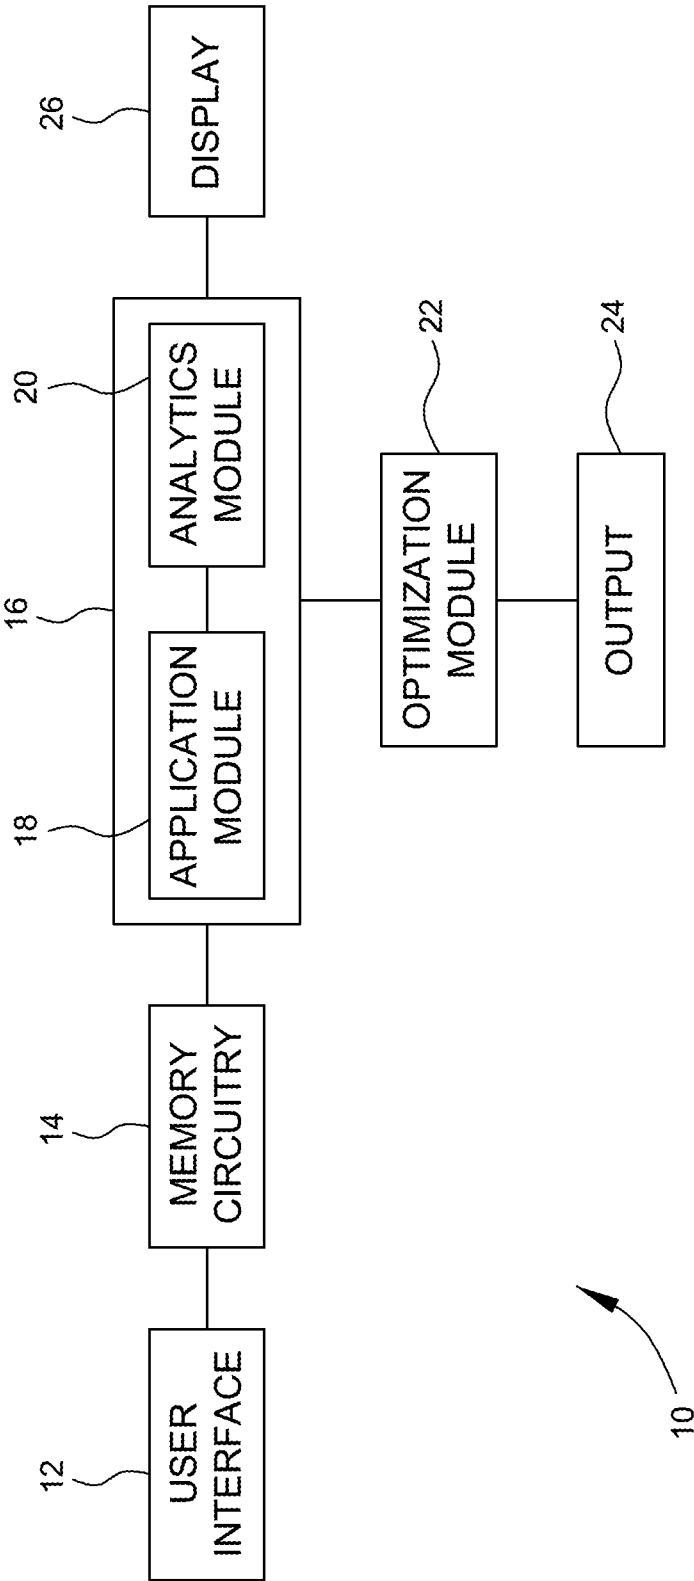 12
USER
INTERFACE
14
MEMORY
CIRCUITRY
16
18
APPLICATION
MODULE
20
ANALYTICS
MODULE
26
DISPLAY
22
OPTIMIZATION
MODULE
24
OUTPUT
10